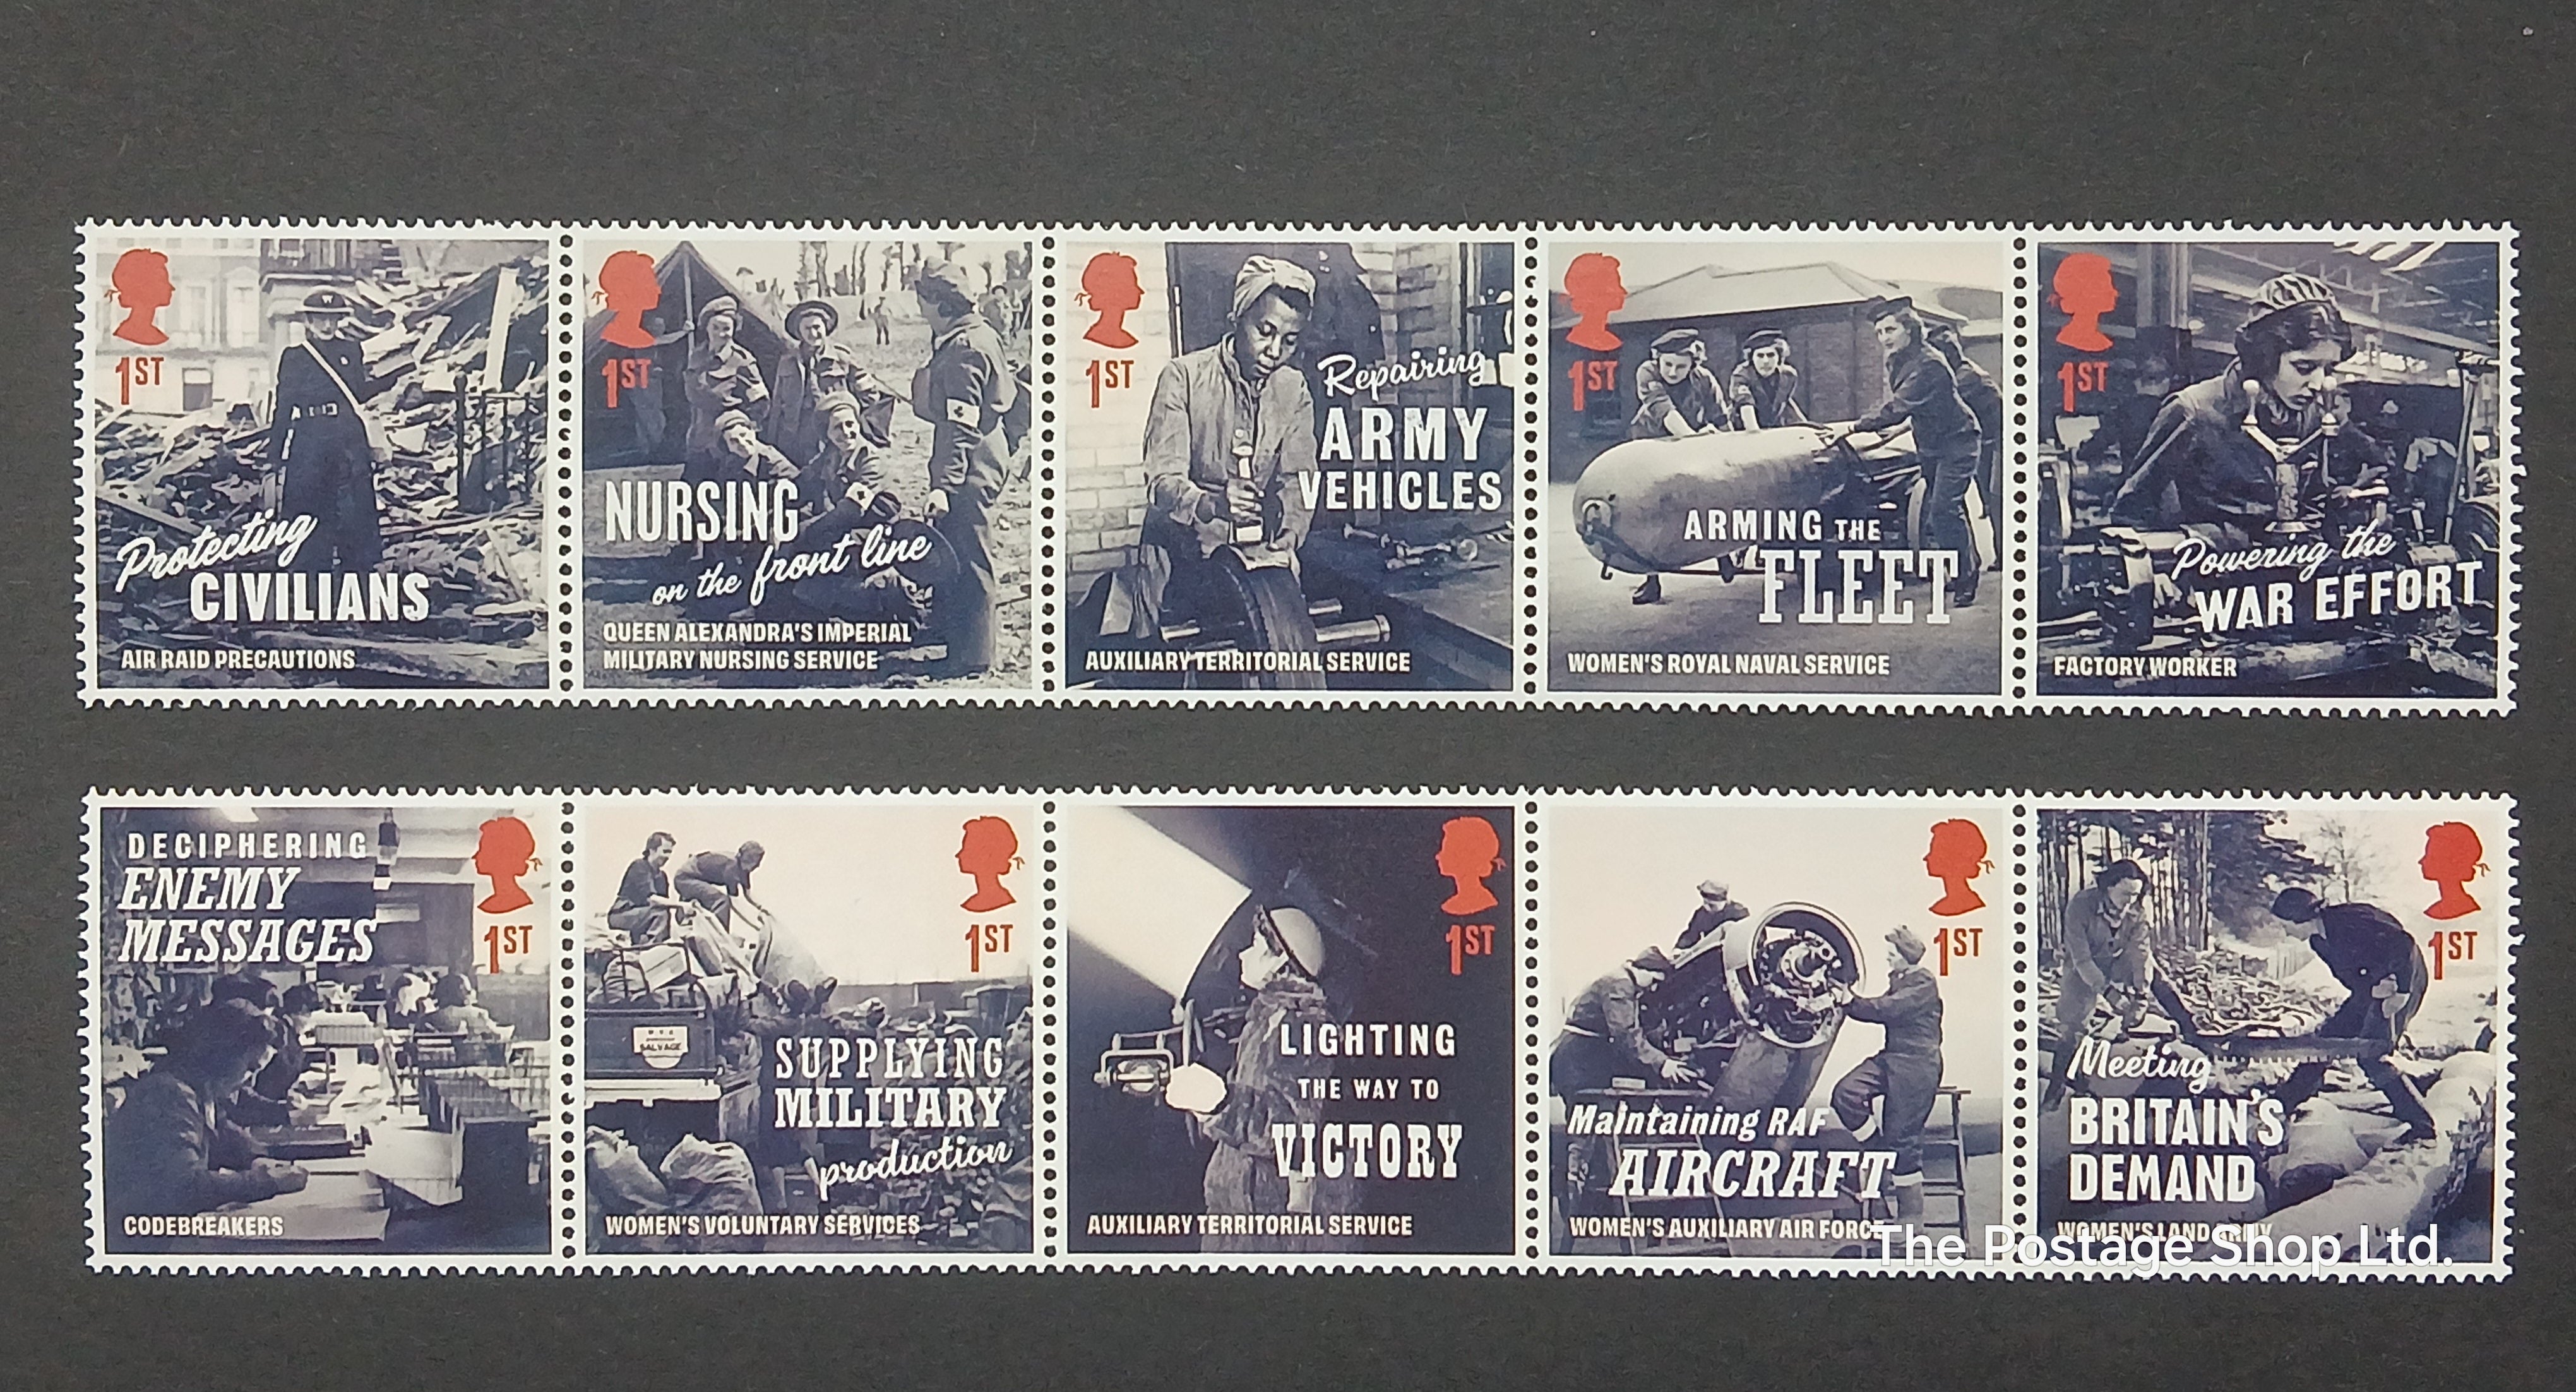 1ST
Protecting
CIVILIANS
AIR RAID PRECAUTIONS
1ST
NURSING
on the front line
QUEEN ALEXANDRA'S IMPERIAL
MILITARY NURSING SERVICE
1ST
Repairing
ARMY
VEHICLES
AUXILIARY TERRITORIAL SERVICE
1ST
ARMING THE
FLEET
WOMEN'S ROYAL NAVAL SERVICE
1ST
Powering the
WAR EFFORT
FACTORY WORKER
DECIPHERING
ENEMY
MESSAGES
1ST
CODEBREAKERS
1ST
SALVAGE
SUPPLYING
MILITARY
production
WOMEN'S VOLUNTARY SERVICES
1ST
LIGHTING
THE WAY TO
VICTORY
AUXILIARY TERRITORIAL SERVICE
1ST
Maintaining RAF
AIRCRAFT
WOMEN'S AUXILIARY AIR FORCE
1ST
Meeting
BRITAIN'S
DEMAND
WOMEN'S LAND ARMY
The Postage Shop Ltd.